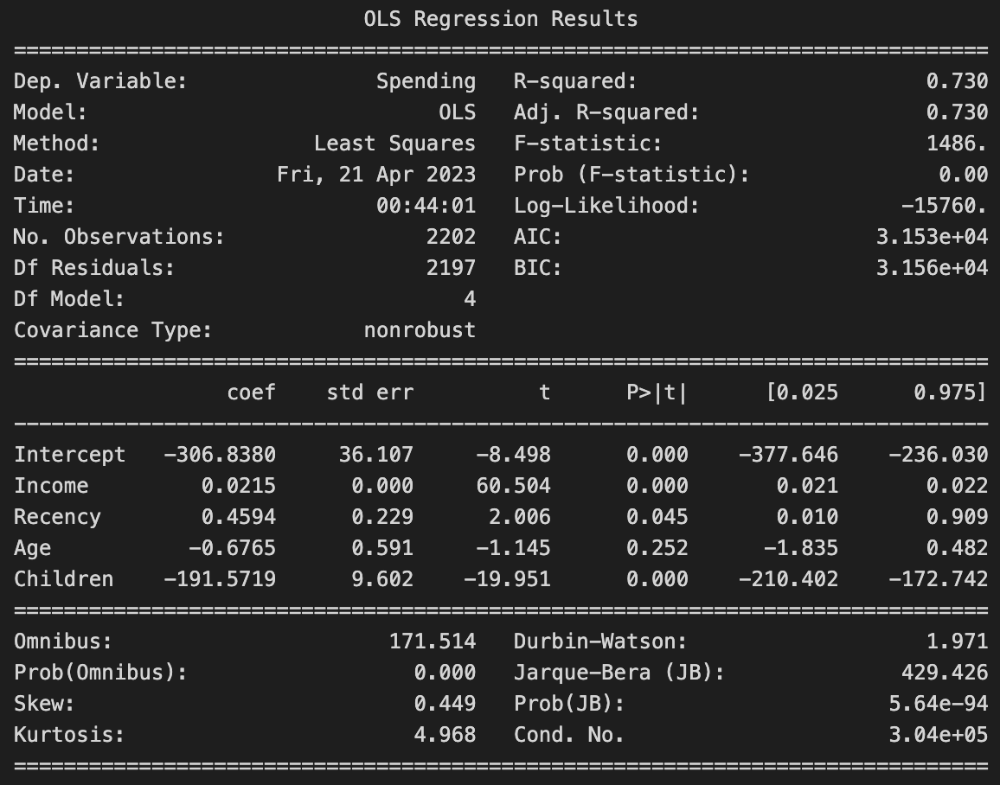 OLS Regression Results
==============================================================================
Dep. Variable:               Spending   R-squared:                       0.730
Model:                            OLS   Adj. R-squared:                  0.730
Method:                 Least Squares   F-statistic:                     1486.
Date:                Fri, 21 Apr 2023   Prob (F-statistic):               0.00
Time:                        00:44:01   Log-Likelihood:                -15760.
No. Observations:                2202   AIC:                         3.153e+04
Df Residuals:                    2197   BIC:                         3.156e+04
Df Model:                           4
Covariance Type:            nonrobust
==============================================================================
                 coef    std err          t      P>|t|      [0.025      0.975]
------------------------------------------------------------------------------
Intercept   -306.8380     36.107     -8.498      0.000    -377.646    -236.030
Income         0.0215      0.000     60.504      0.000       0.021       0.022
Recency        0.4594      0.229      2.006      0.045       0.010       0.909
Age           -0.6765      0.591     -1.145      0.252      -1.835       0.482
Children    -191.5719      9.602    -19.951      0.000    -210.402    -172.742
==============================================================================
Omnibus:                      171.514   Durbin-Watson:                   1.971
Prob(Omnibus):                  0.000   Jarque-Bera (JB):              429.426
Skew:                           0.449   Prob(JB):                     5.64e-94
Kurtosis:                       4.968   Cond. No.                     3.04e+05
==============================================================================